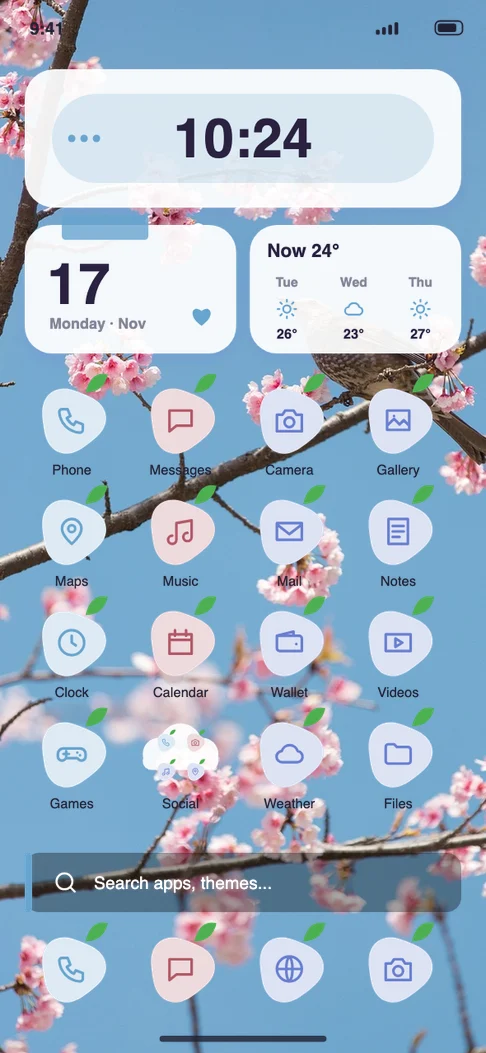 9:41
10:24
17
Monday · Nov
Now 24°
Tue Wed Thu
26° 23° 27°
Phone Messages Camera Gallery
Maps Music Mail Notes
Clock Calendar Wallet Videos
Games Social Weather Files
Search apps, themes...